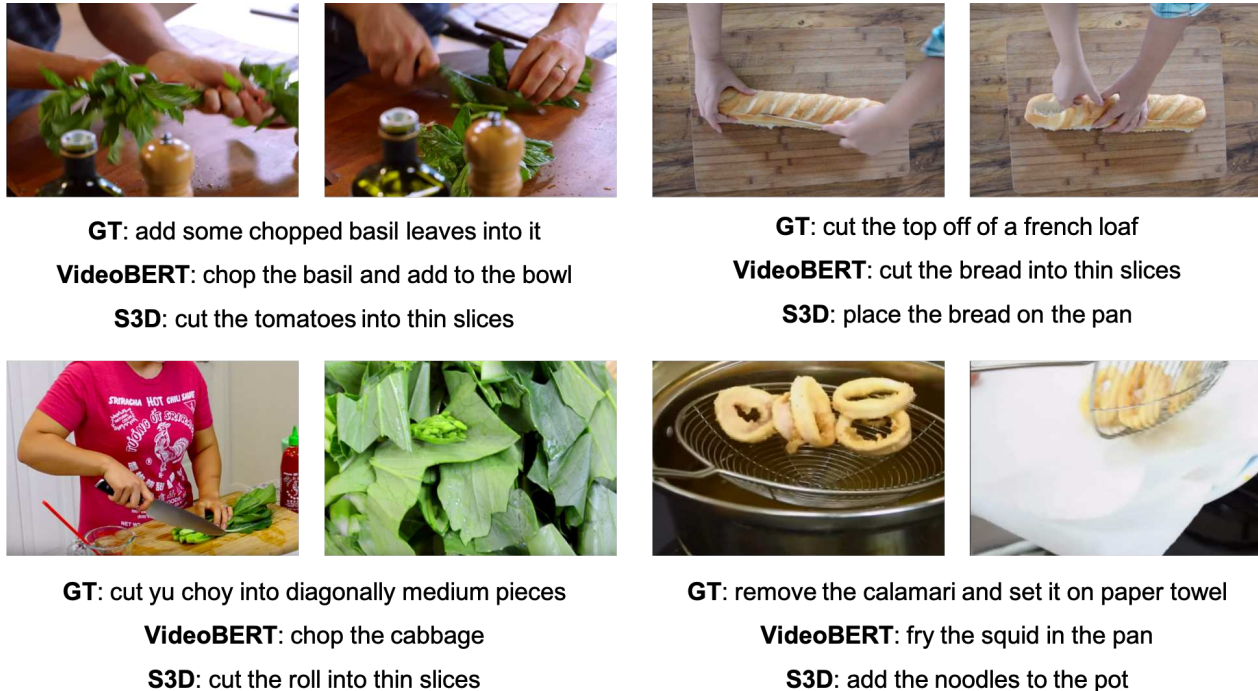 GT: add some chopped basil leaves into it
VideoBERT: chop the basil and add to the bowl
S3D: cut the tomatoes into thin slices
GT: cut the top off of a french loaf
VideoBERT: cut the bread into thin slices
S3D: place the bread on the pan
SRIRACHA HOT CHILI SAUCE
TƯƠNG ỚT SRIRACHA
GT: cut yu choy into diagonally medium pieces
VideoBERT: chop the cabbage
S3D: cut the roll into thin slices
GT: remove the calamari and set it on paper towel
VideoBERT: fry the squid in the pan
S3D: add the noodles to the pot